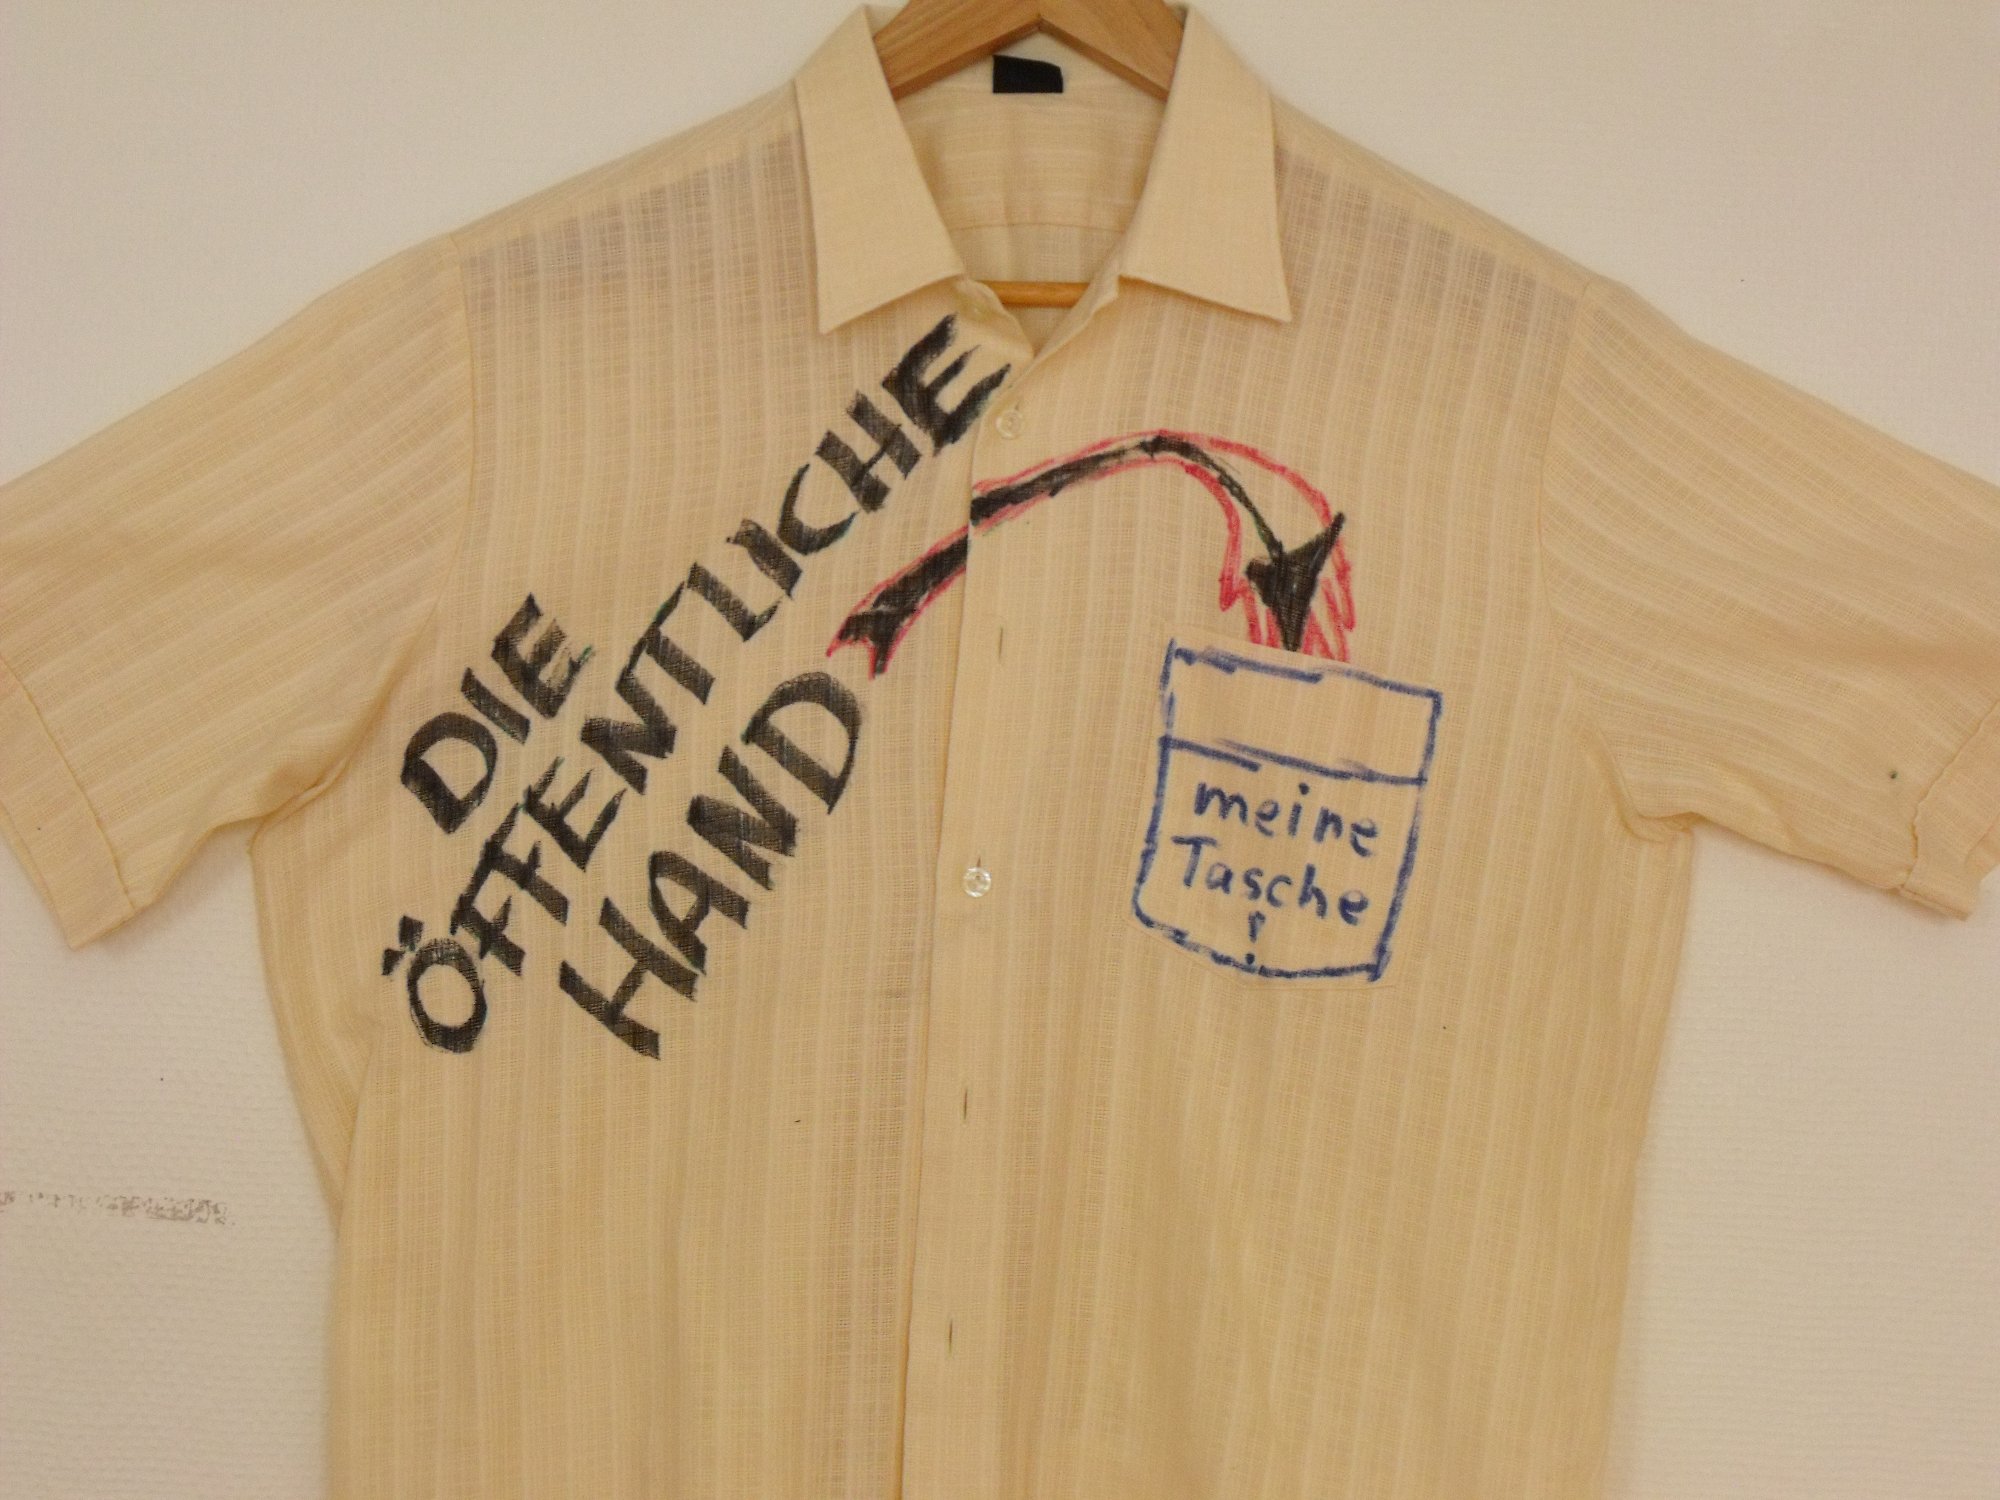 DIE
ÖFFENTLICHE
HAND
meine
Tasche
!